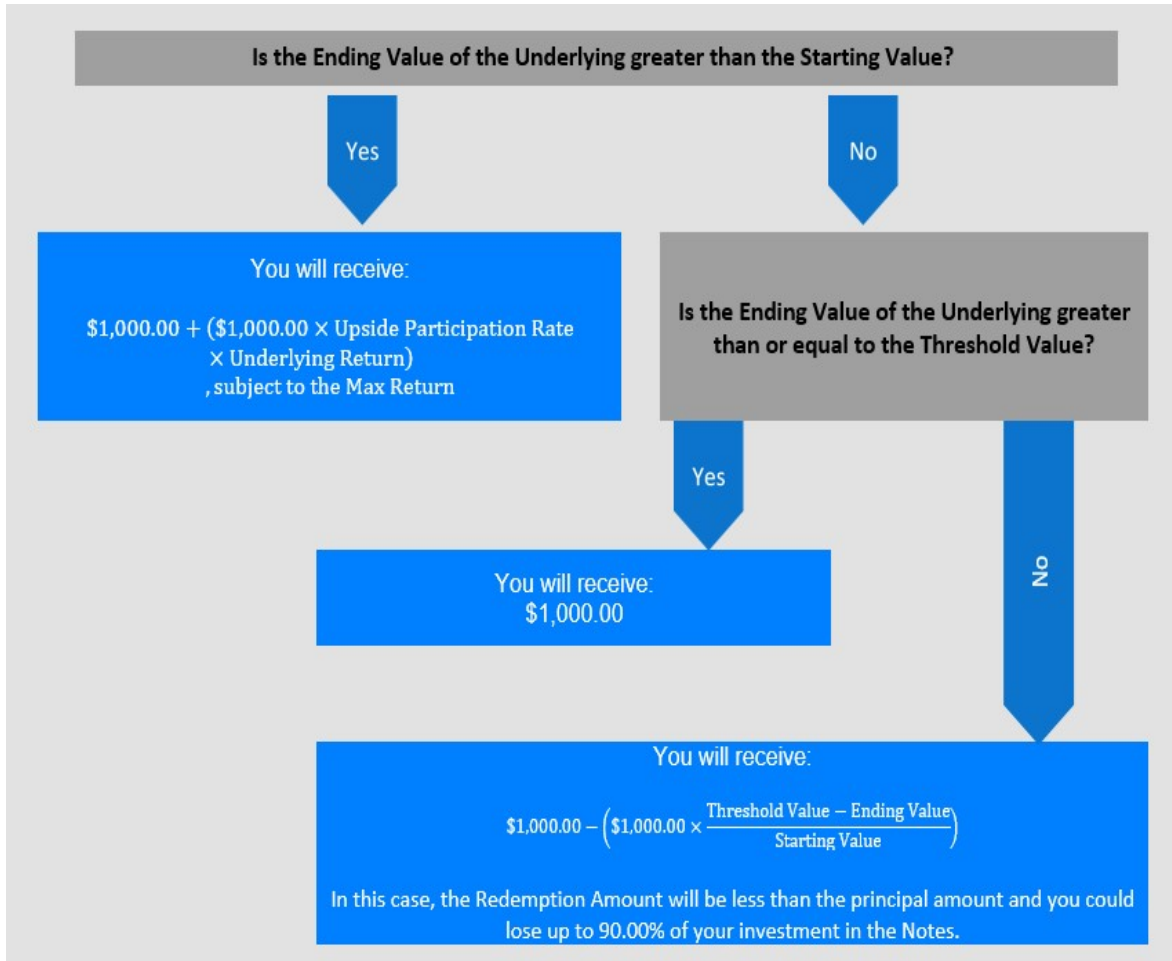 Is the Ending Value of the Underlying greater than the Starting Value?
Yes
No
You will receive:
$1,000.00 + ($1,000.00 × Upside Participation Rate
× Underlying Return)
, subject to the Max Return
Is the Ending Value of the Underlying greater
than or equal to the Threshold Value?
Yes
No
You will receive:
$1,000.00
You will receive:
$1,000.00 − ($1,000.00 × Threshold Value − Ending Value / Starting Value)
In this case, the Redemption Amount will be less than the principal amount and you could
lose up to 90.00% of your investment in the Notes.